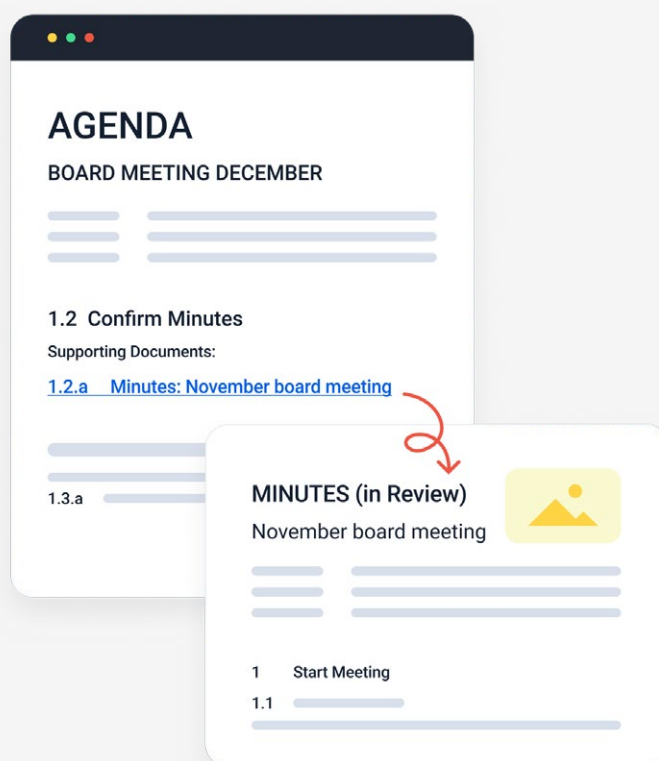 AGENDA
BOARD MEETING DECEMBER
1.2 Confirm Minutes
Supporting Documents:
1.2.a Minutes: November board meeting
1.3.a
MINUTES (in Review)
November board meeting
1 Start Meeting
1.1